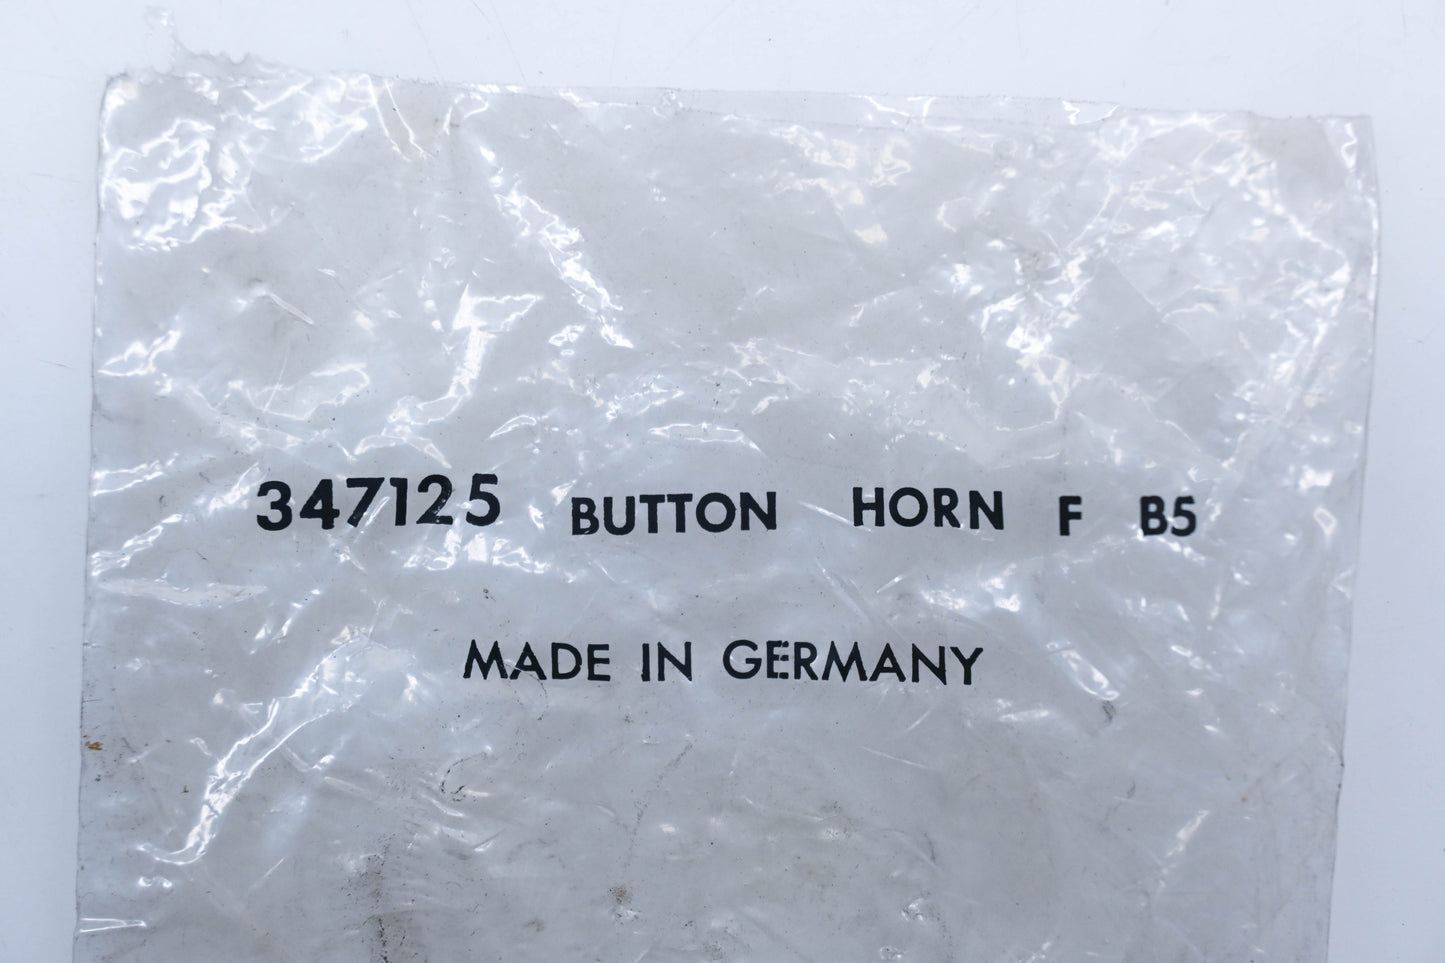 347125 BUTTON HORN F B5
MADE IN GERMANY